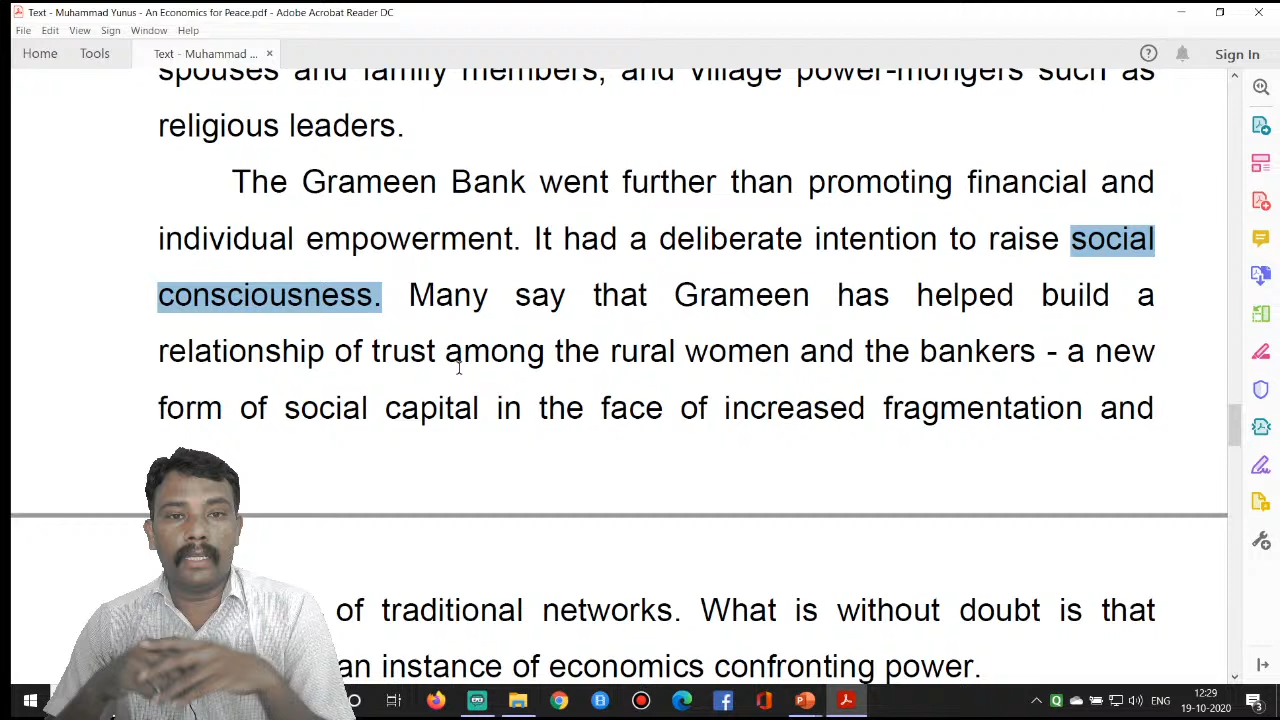 Text - Muhammad Yunus - An Economics for Peace.pdf - Adobe Acrobat Reader DC
File Edit View Sign Window Help
Home Tools Text - Muhammad ... × Sign In
spouses and family members, and village power-mongers such as
religious leaders.
The Grameen Bank went further than promoting financial and
individual empowerment. It had a deliberate intention to raise social
consciousness. Many say that Grameen has helped build a
relationship of trust among the rural women and the bankers - a new
form of social capital in the face of increased fragmentation and
of traditional networks. What is without doubt is that
an instance of economics confronting power.
ENG
12:29
19-10-2020
3